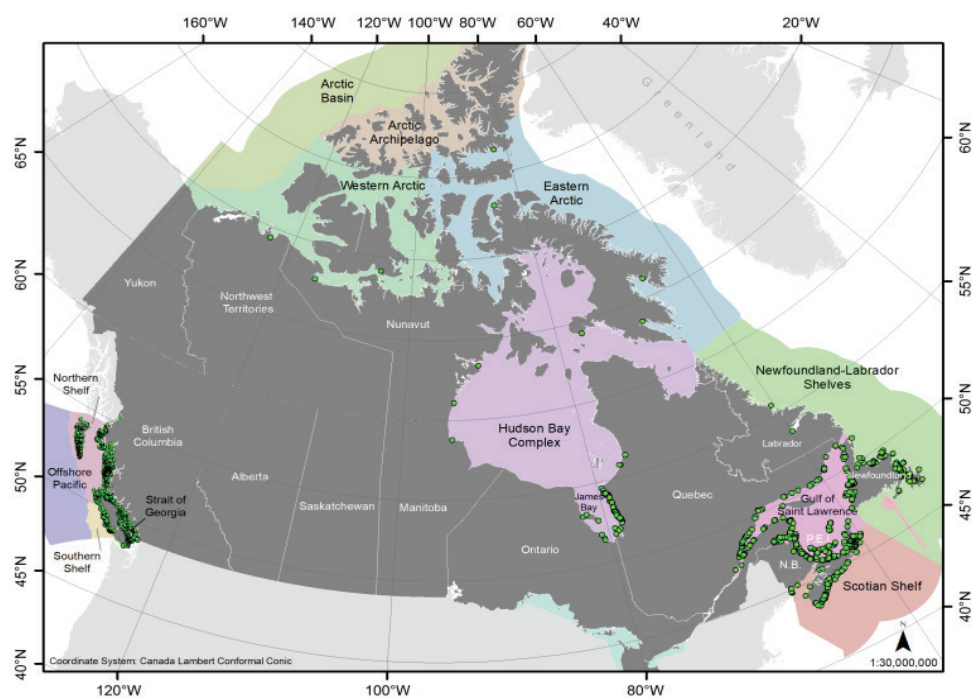 160°W
140°W
120°W
100°W
80°W
60°W
40°W
20°W
Arctic
Basin
Greenland
65°N
60°N
Arctic
Archipelago
Western Arctic
Eastern
Arctic
Yukon
Northwest
Territories
60°N
55°N
Nunavut
Northern
Shelf
55°N
Newfoundland-Labrador
Shelves
50°N
British
Columbia
Hudson Bay
Complex
Labrador
Offshore
Pacific
Alberta
Newfoundland
50°N
Strait of
Georgia
Saskatchewan
Manitoba
James
Bay
Quebec
Gulf of
Saint Lawrence
45°N
Southern
Shelf
Ontario
P.E.I.
N.B.
Scotian Shelf
45°N
40°N
N
40°N
Coordinate System: Canada Lambert Conformal Conic
1:30,000,000
120°W
100°W
80°W
60°W